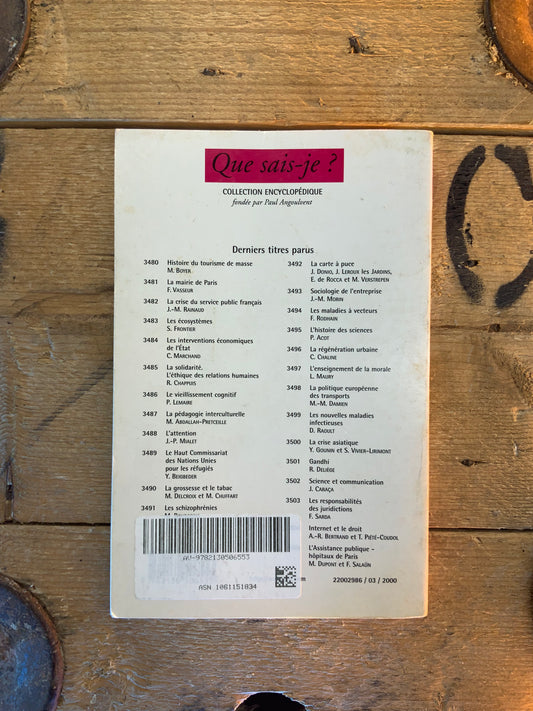 Que sais-je ?
COLLECTION ENCYCLOPÉDIQUE
fondée par Paul Angoulvent
Derniers titres parus
3480 Histoire du tourisme de masse
M. BOYER
3481 La mairie de Paris
F. VASSEUR
3482 La crise du service public français
J.-M. RAINAUD
3483 Les écosystèmes
S. FRONTIER
3484 Les interventions économiques
de l'État
C. MARCHAND
3485 La solidarité.
L'éthique des relations humaines
R. CHAPPUIS
3486 Le vieillissement cognitif
P. LEMAIRE
3487 La pédagogie interculturelle
M. ABDALLAH-PRETCEILLE
3488 L'attention
J.-P. MIALET
3489 Le Haut Commissariat
des Nations Unies
pour les réfugiés
Y. BEIGBEDER
3490 La grossesse et le tabac
M. DELCROIX et M. CHUFFART
3491 Les schizophrénies
3492 La carte à puce
J. DONIO, J. LEROUX LES JARDINS,
E. DE ROCCA et M. VERSTREPEN
3493 Sociologie de l'entreprise
J.-M. MORIN
3494 Les maladies à vecteurs
F. RODHAIN
3495 L'histoire des sciences
P. ACOT
3496 La régénération urbaine
C. CHALINE
3497 L'enseignement de la morale
L. MAURY
3498 La politique européenne
des transports
M.-M. DAMIEN
3499 Les nouvelles maladies
infectieuses
D. RAOULT
3500 La crise asiatique
Y. GOUNIN et S. VIVIER-LIRIMONT
3501 Gandhi
R. DELIÈGE
3502 Science et communication
J. CARAÇA
3503 Les responsabilités
des juridictions
F. SARDA
Internet et le droit
A.-R. BERTRAND et T. PIETTE-COUDOL
L'Assistance publique -
hôpitaux de Paris
M. DUPONT et F. SALAÜN
22002986 / 03 / 2000
AV-9782130506553
ASN 1061151834